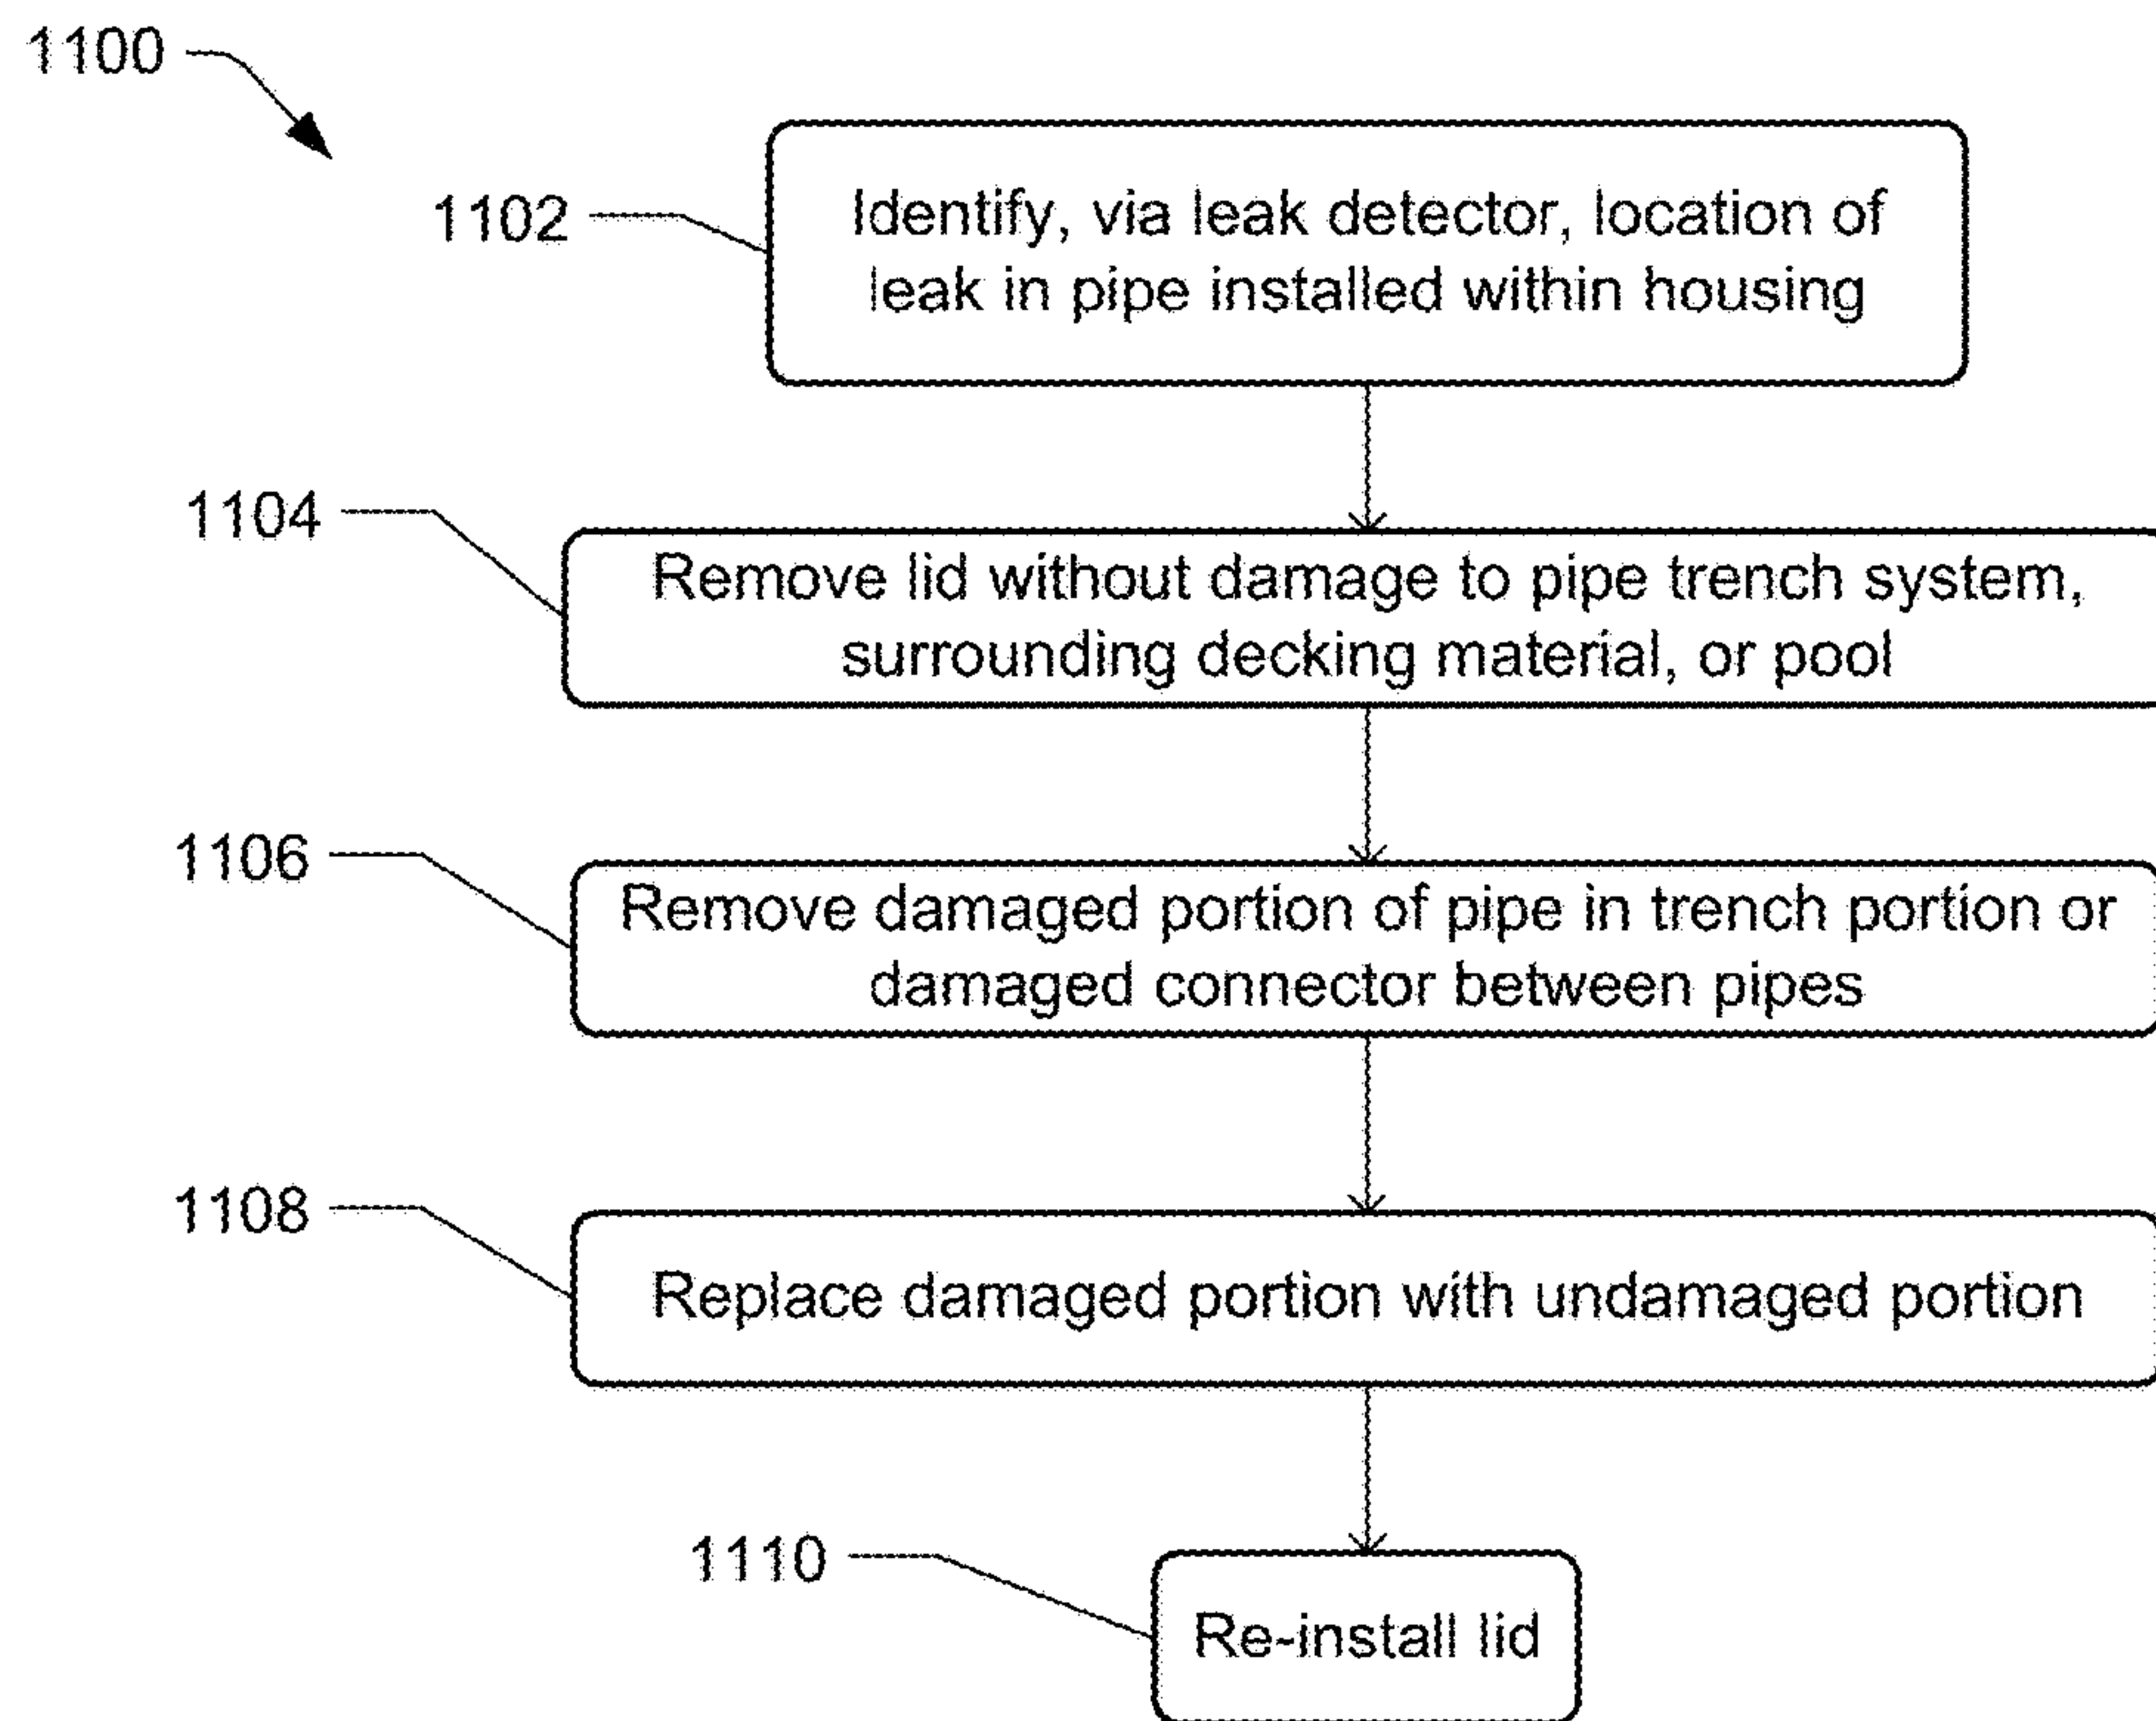 1100
1102
Identify, via leak detector, location of
leak in pipe installed within housing
1104
Remove lid without damage to pipe trench system,
surrounding decking material, or pool
1106
Remove damaged portion of pipe in trench portion or
damaged connector between pipes
1108
Replace damaged portion with undamaged portion
1110
Re-install lid